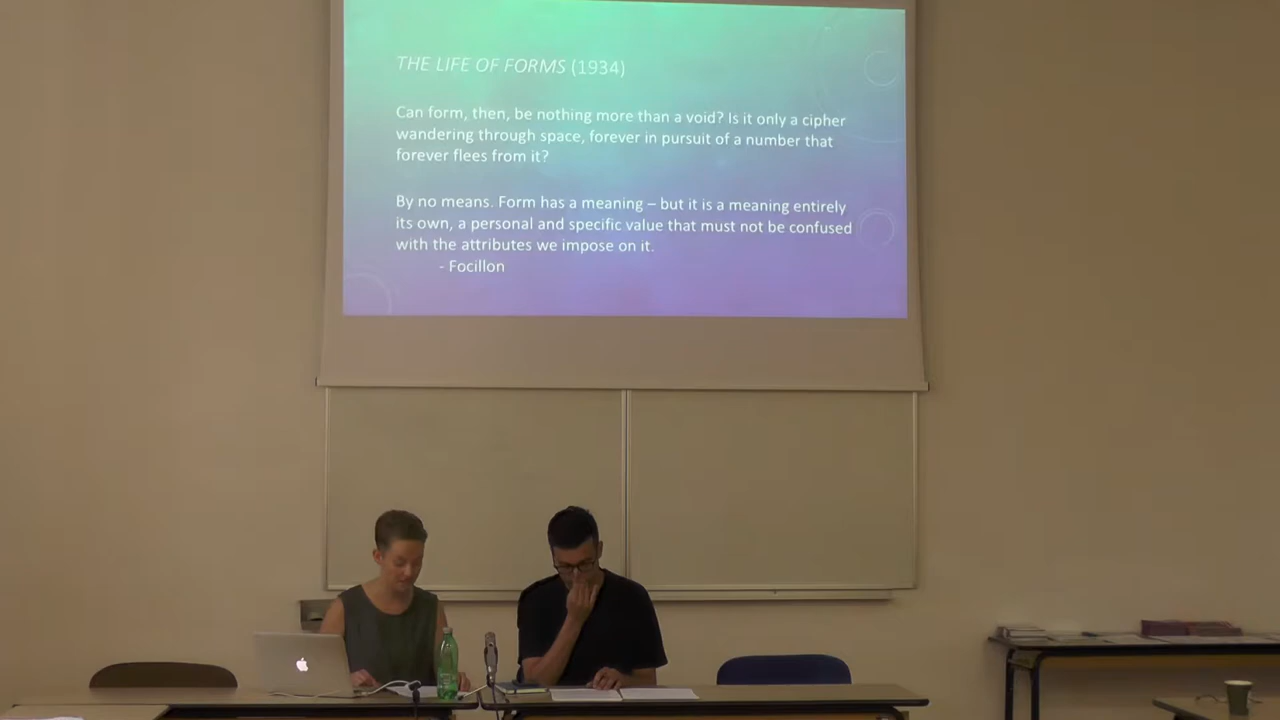 THE LIFE OF FORMS (1934)
Can form, then, be nothing more than a void? Is it only a cipher
wandering through space, forever in pursuit of a number that
forever flees from it?
By no means. Form has a meaning – but it is a meaning entirely
its own, a personal and specific value that must not be confused
with the attributes we impose on it.
- Focillon